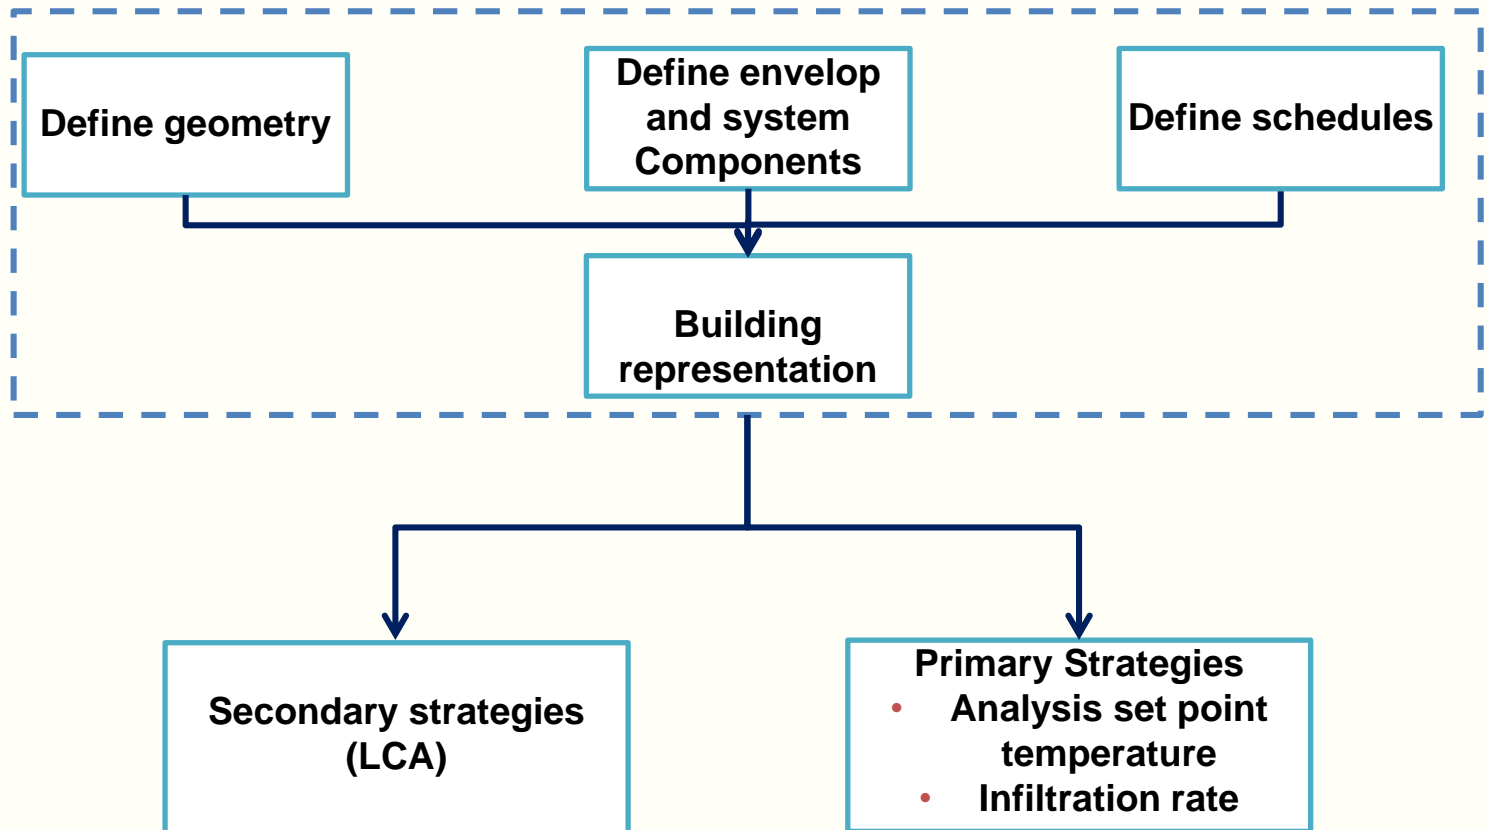 Define geometry
Define envelop
and system
Components
Define schedules
Building
representation
Secondary strategies
(LCA)
Primary Strategies
• Analysis set point
temperature
• Infiltration rate